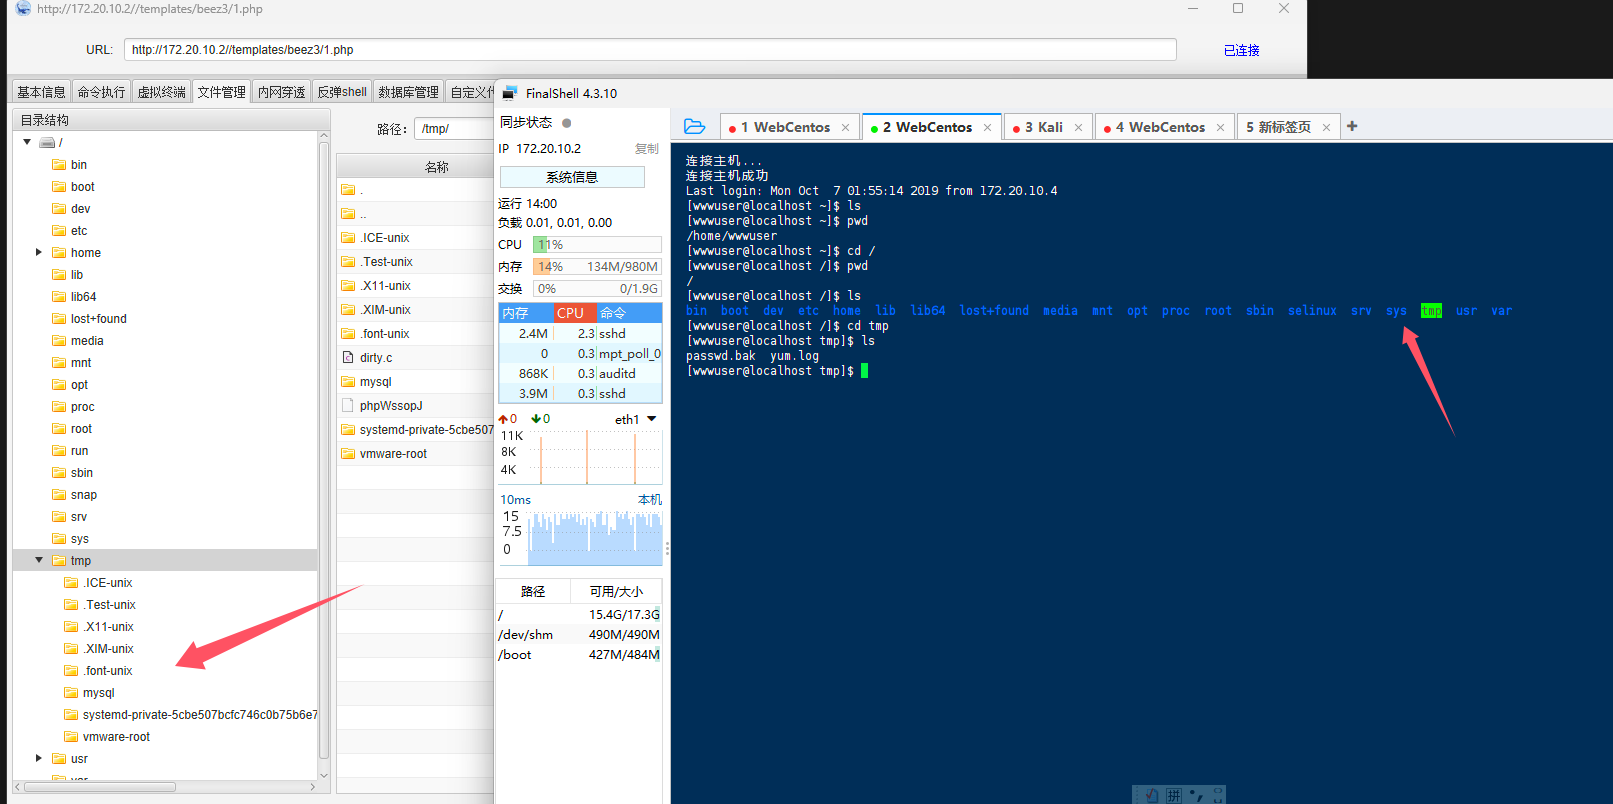 http://172.20.10.2//templates/beez3/1.php
URL: http://172.20.10.2//templates/beez3/1.php 已连接
基本信息 命令执行 虚拟终端 文件管理 内网穿透 反弹shell 数据库管理 自定义代
目录结构
/
bin
boot
dev
etc
home
lib
lib64
lost+found
media
mnt
opt
proc
root
run
sbin
snap
srv
sys
tmp
.ICE-unix
.Test-unix
.X11-unix
.XIM-unix
.font-unix
mysql
systemd-private-5cbe507bcfc746c0b75b6e7
vmware-root
usr
var
路径: /tmp/
名称
.
..
.ICE-unix
.Test-unix
.X11-unix
.XIM-unix
.font-unix
dirty.c
mysql
phpWssopJ
systemd-private-5cbe507
vmware-root
FinalShell 4.3.10
同步状态
IP 172.20.10.2 复制
系统信息
运行 14:00
负载 0.01, 0.01, 0.00
CPU 11%
内存 14% 134M/980M
交换 0% 0/1.9G
内存 CPU 命令
2.4M 2.3 sshd
0 0.3 mpt_poll_0
868K 0.3 auditd
3.9M 0.3 sshd
0 0 eth1
11K
8K
4K
10ms 本机
15
7.5
0
路径 可用/大小
/ 15.4G/17.3G
/dev/shm 490M/490M
/boot 427M/484M
1 WebCentos 2 WebCentos 3 Kali 4 WebCentos 5 新标签页
连接主机...
连接主机成功
Last login: Mon Oct  7 01:55:14 2019 from 172.20.10.4
[wwwuser@localhost ~]$ ls
[wwwuser@localhost ~]$ pwd
/home/wwwuser
[wwwuser@localhost ~]$ cd /
[wwwuser@localhost /]$ pwd
/
[wwwuser@localhost /]$ ls
bin  boot  dev  etc  home  lib  lib64  lost+found  media  mnt  opt  proc  root  sbin  selinux  srv  sys  tmp  usr  var
[wwwuser@localhost /]$ cd tmp
[wwwuser@localhost tmp]$ ls
passwd.bak  yum.log
[wwwuser@localhost tmp]$
拼